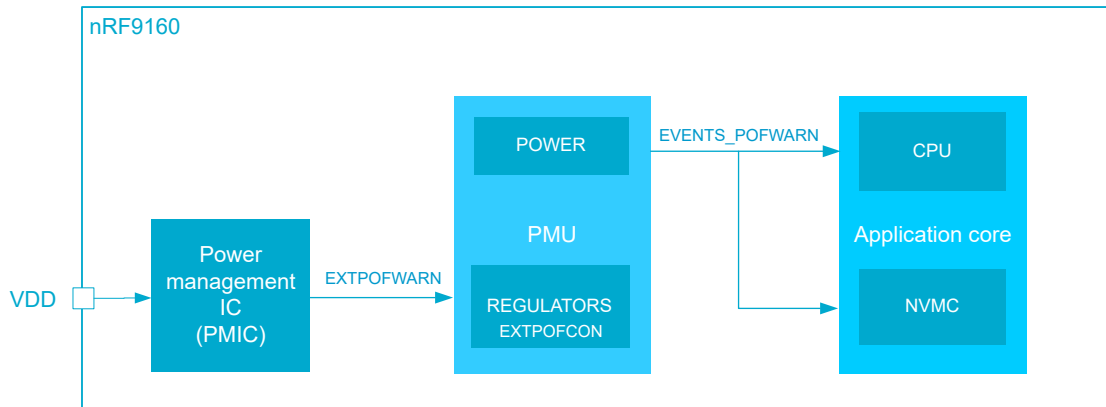 nRF9160
VDD
Power
management
IC
(PMIC)
EXTPOFWARN
POWER
PMU
REGULATORS
EXTPOFCON
EVENTS_POFWARN
CPU
Application core
NVMC